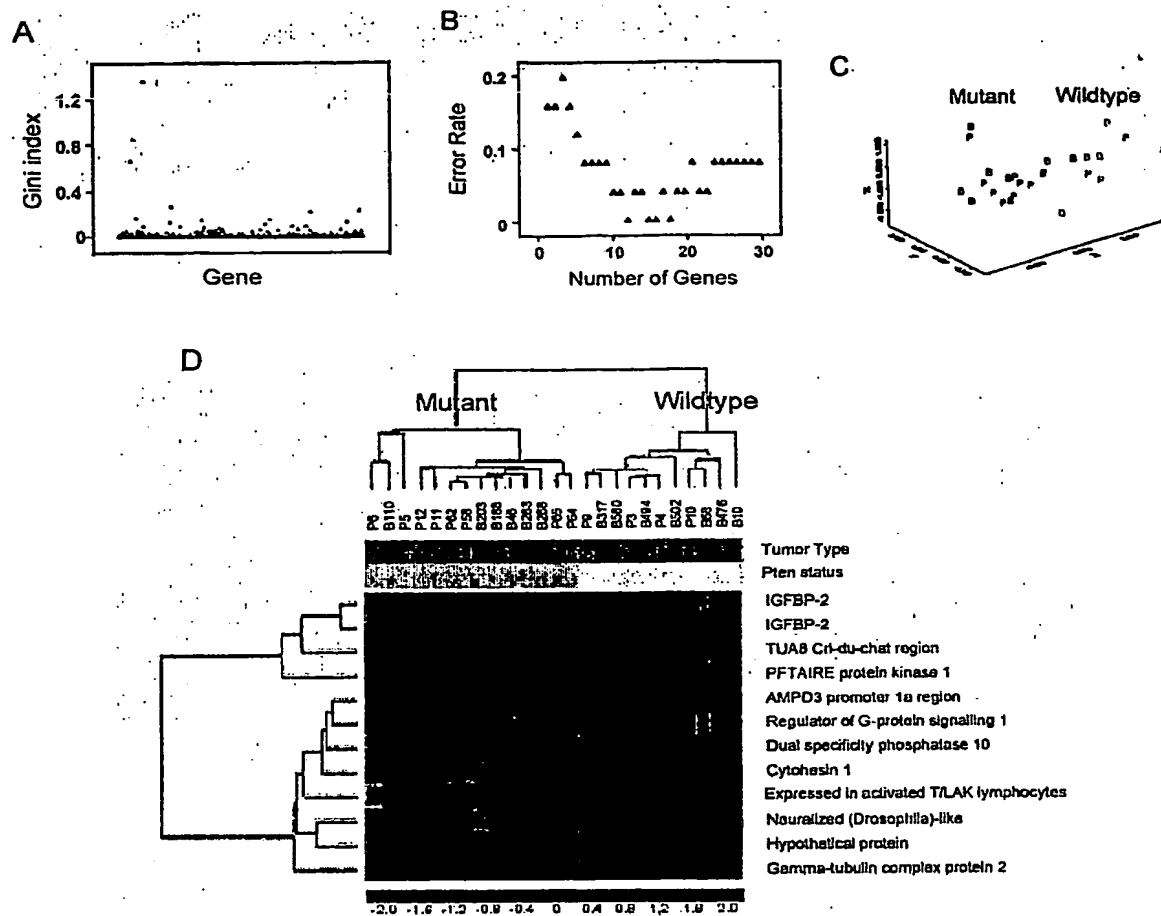 A
Gini index
1.2
0.8
0.4
0
Gene
B
Error Rate
0.2
0.1
0
0 10 20 30
Number of Genes
C
Mutant Wildtype
D
Mutant Wildtype
P6 B110 P5 P12 P11 P62 P58 B203 B188 B46 B263 B268 P65 P64 P9 B317 B580 P3 B494 P4 B502 P10 B68 B476 B10
Tumor Type
Pten status
IGFBP-2
IGFBP-2
TUA8 Cri-du-chat region
PFTAIRE protein kinase 1
AMPD3 promoter 1a region
Regulator of G-protein signalling 1
Dual specificity phosphatase 10
Cytohesin 1
Expressed in activated T/LAK lymphocytes
Neuralized (Drosophila)-like
Hypothetical protein
Gamma-tubulin complex protein 2
-2.0 -1.6 -1.2 -0.8 -0.4 0 0.4 0.8 1.2 1.6 2.0